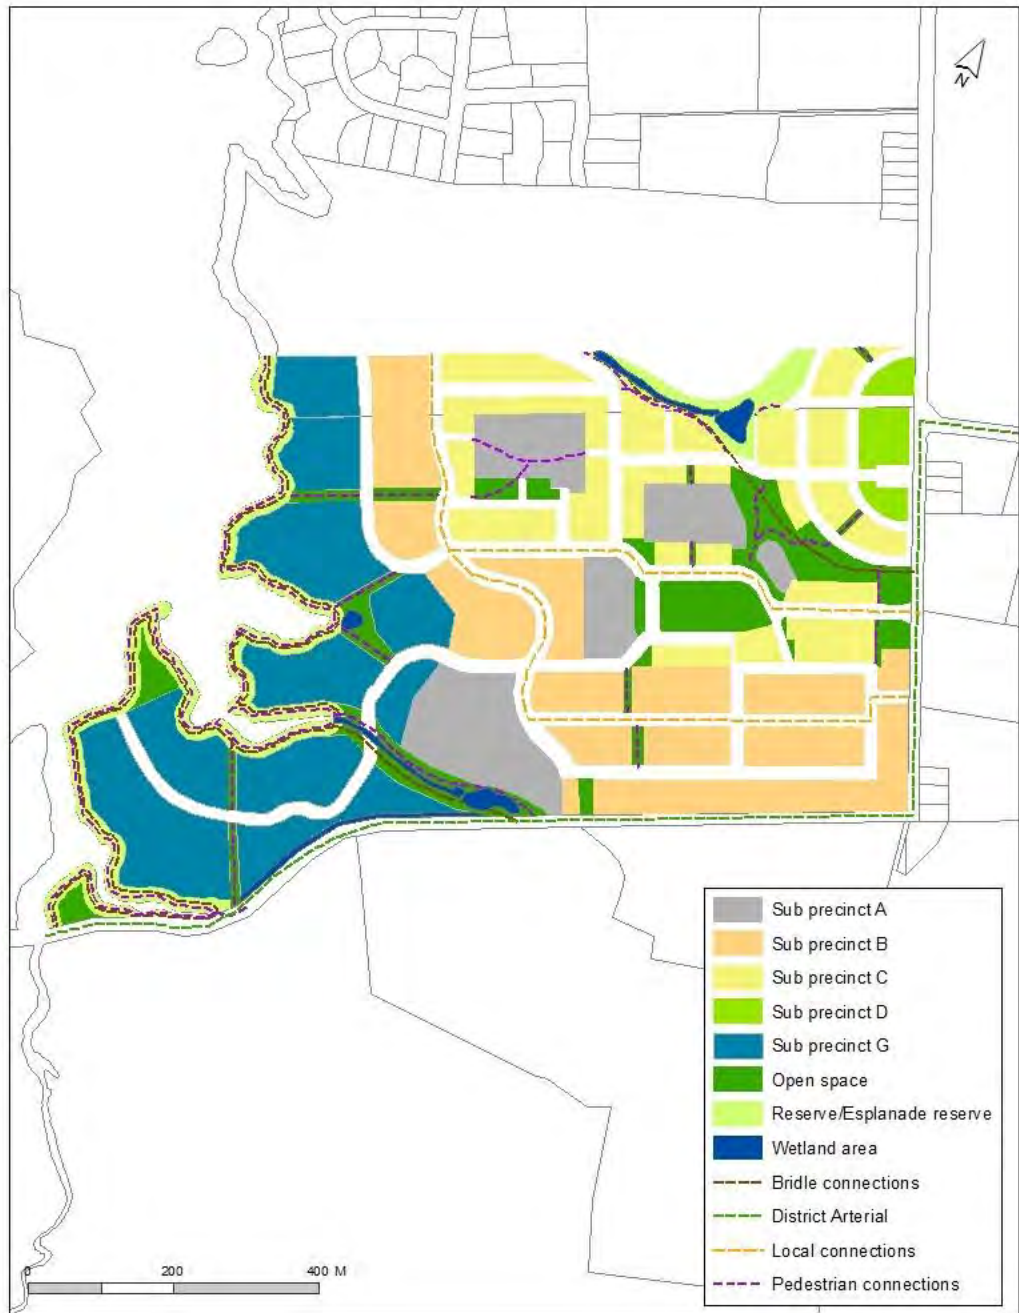 N
Sub precinct A
Sub precinct B
Sub precinct C
Sub precinct D
Sub precinct G
Open space
Reserve/Esplanade reserve
Wetland area
Bridle connections
District Arterial
Local connections
Pedestrian connections
0 200 400 M